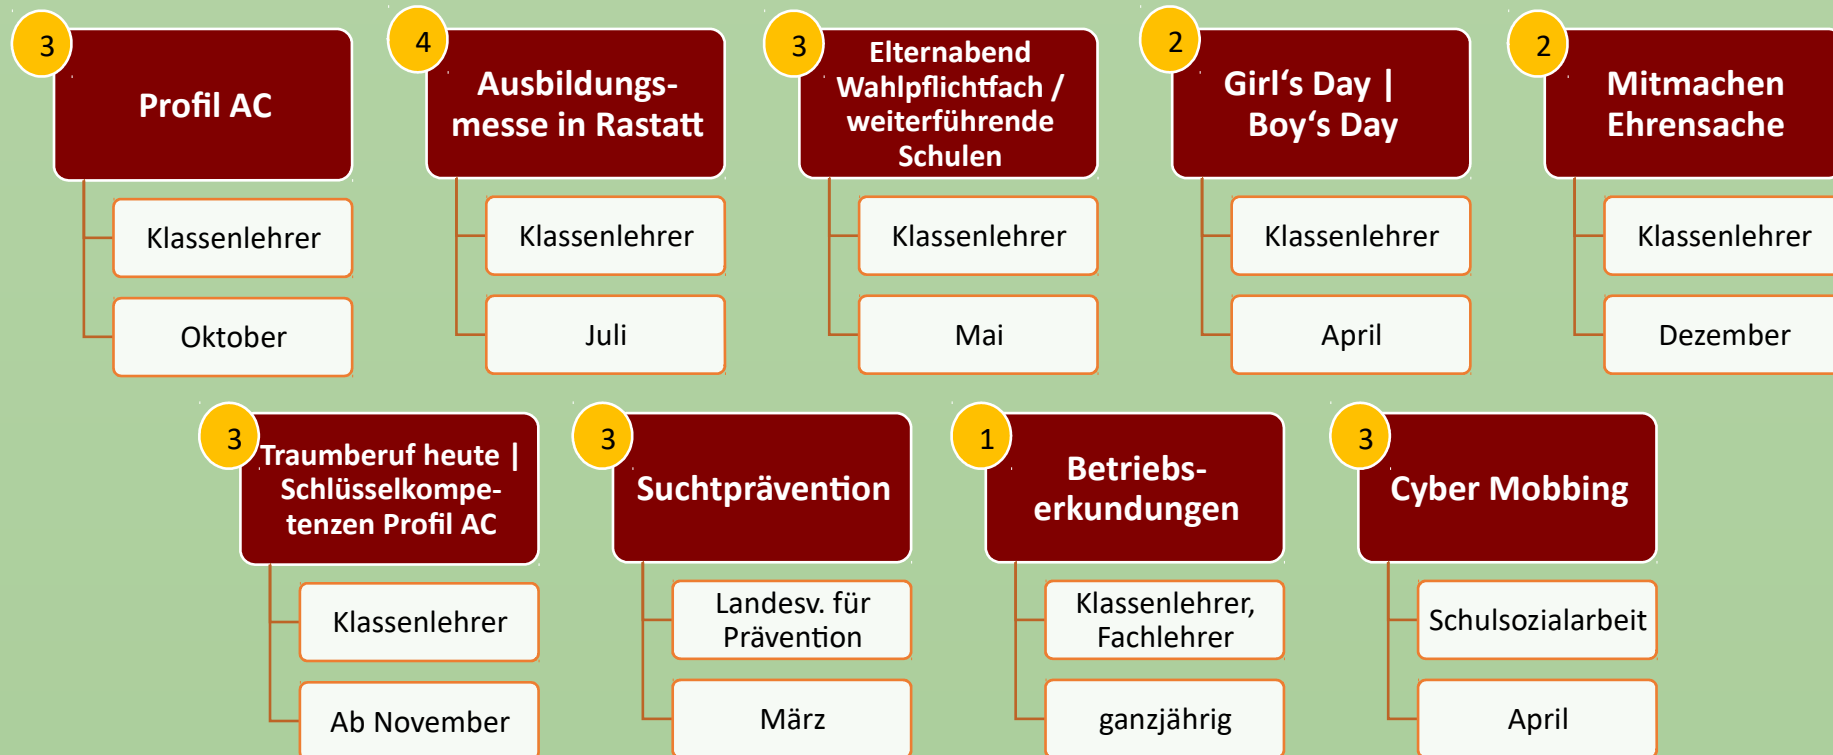 3
Profil AC
Klassenlehrer
Oktober
4
Ausbildungs-
messe in Rastatt
Klassenlehrer
Juli
3
Elternabend
Wahlpflichtfach /
weiterführende
Schulen
Klassenlehrer
Mai
2
Girl‘s Day |
Boy‘s Day
Klassenlehrer
April
2
Mitmachen
Ehrensache
Klassenlehrer
Dezember
3
Traumberuf heute |
Schlüsselkompe-
tenzen Profil AC
Klassenlehrer
Ab November
3
Suchtprävention
Landesv. für
Prävention
März
1
Betriebs-
erkundungen
Klassenlehrer,
Fachlehrer
ganzjährig
3
Cyber Mobbing
Schulsozialarbeit
April